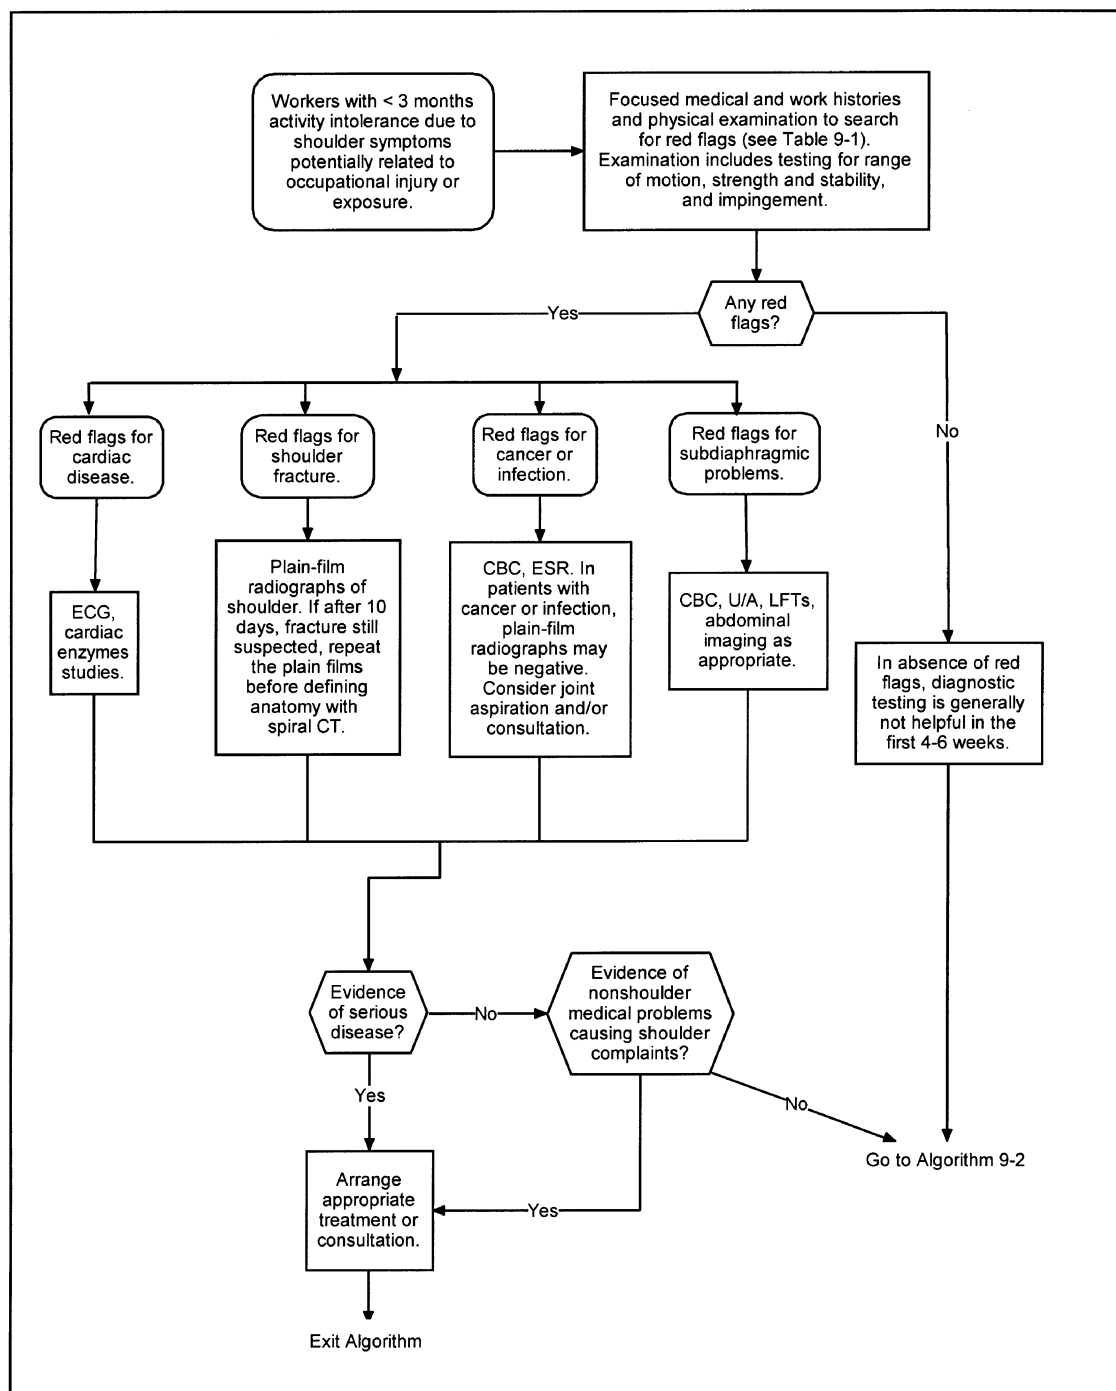 Workers with < 3 months
activity intolerance due to
shoulder symptoms
potentially related to
occupational injury or
exposure.
Focused medical and work histories
and physical examination to search
for red flags (see Table 9-1).
Examination includes testing for range
of motion, strength and stability,
and impingement.
Any red
flags?
Yes
No
Red flags for
cardiac
disease.
Red flags for
shoulder
fracture.
Red flags for
cancer or
infection.
Red flags for
subdiaphragmic
problems.
ECG,
cardiac
enzymes
studies.
Plain-film
radiographs of
shoulder. If after 10
days, fracture still
suspected, repeat
the plain films
before defining
anatomy with
spiral CT.
CBC, ESR. In
patients with
cancer or infection,
plain-film
radiographs may
be negative.
Consider joint
aspiration and/or
consultation.
CBC, U/A, LFTs,
abdominal
imaging as
appropriate.
In absence of red
flags, diagnostic
testing is generally
not helpful in the
first 4-6 weeks.
Evidence
of serious
disease?
No
Evidence of
nonshoulder
medical problems
causing shoulder
complaints?
Yes
No
Go to Algorithm 9-2
Arrange
appropriate
treatment or
consultation.
Yes
Exit Algorithm